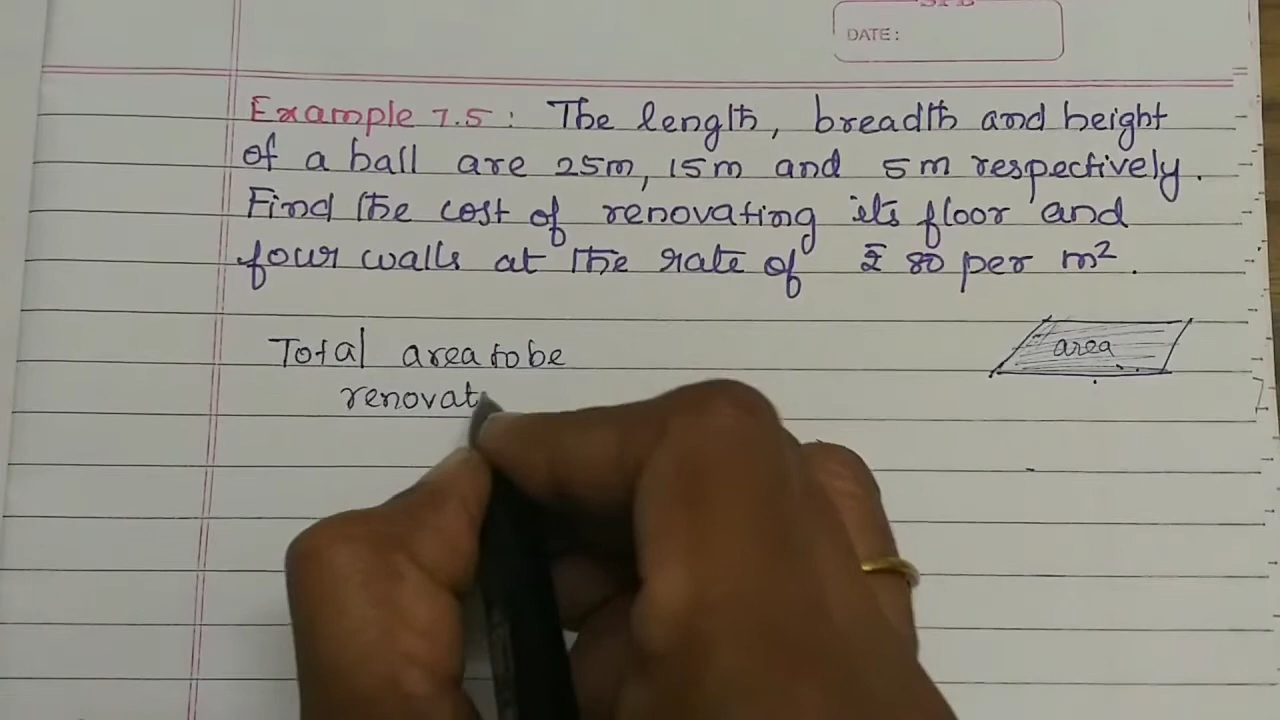 DATE :
Example 7.5 : The length, breadth and height
of a ball are 25m, 15m and 5m respectively.
Find the cost of renovating its floor and
four walls at the rate of ₹ 80 per m².
Total area to be
area
renovat